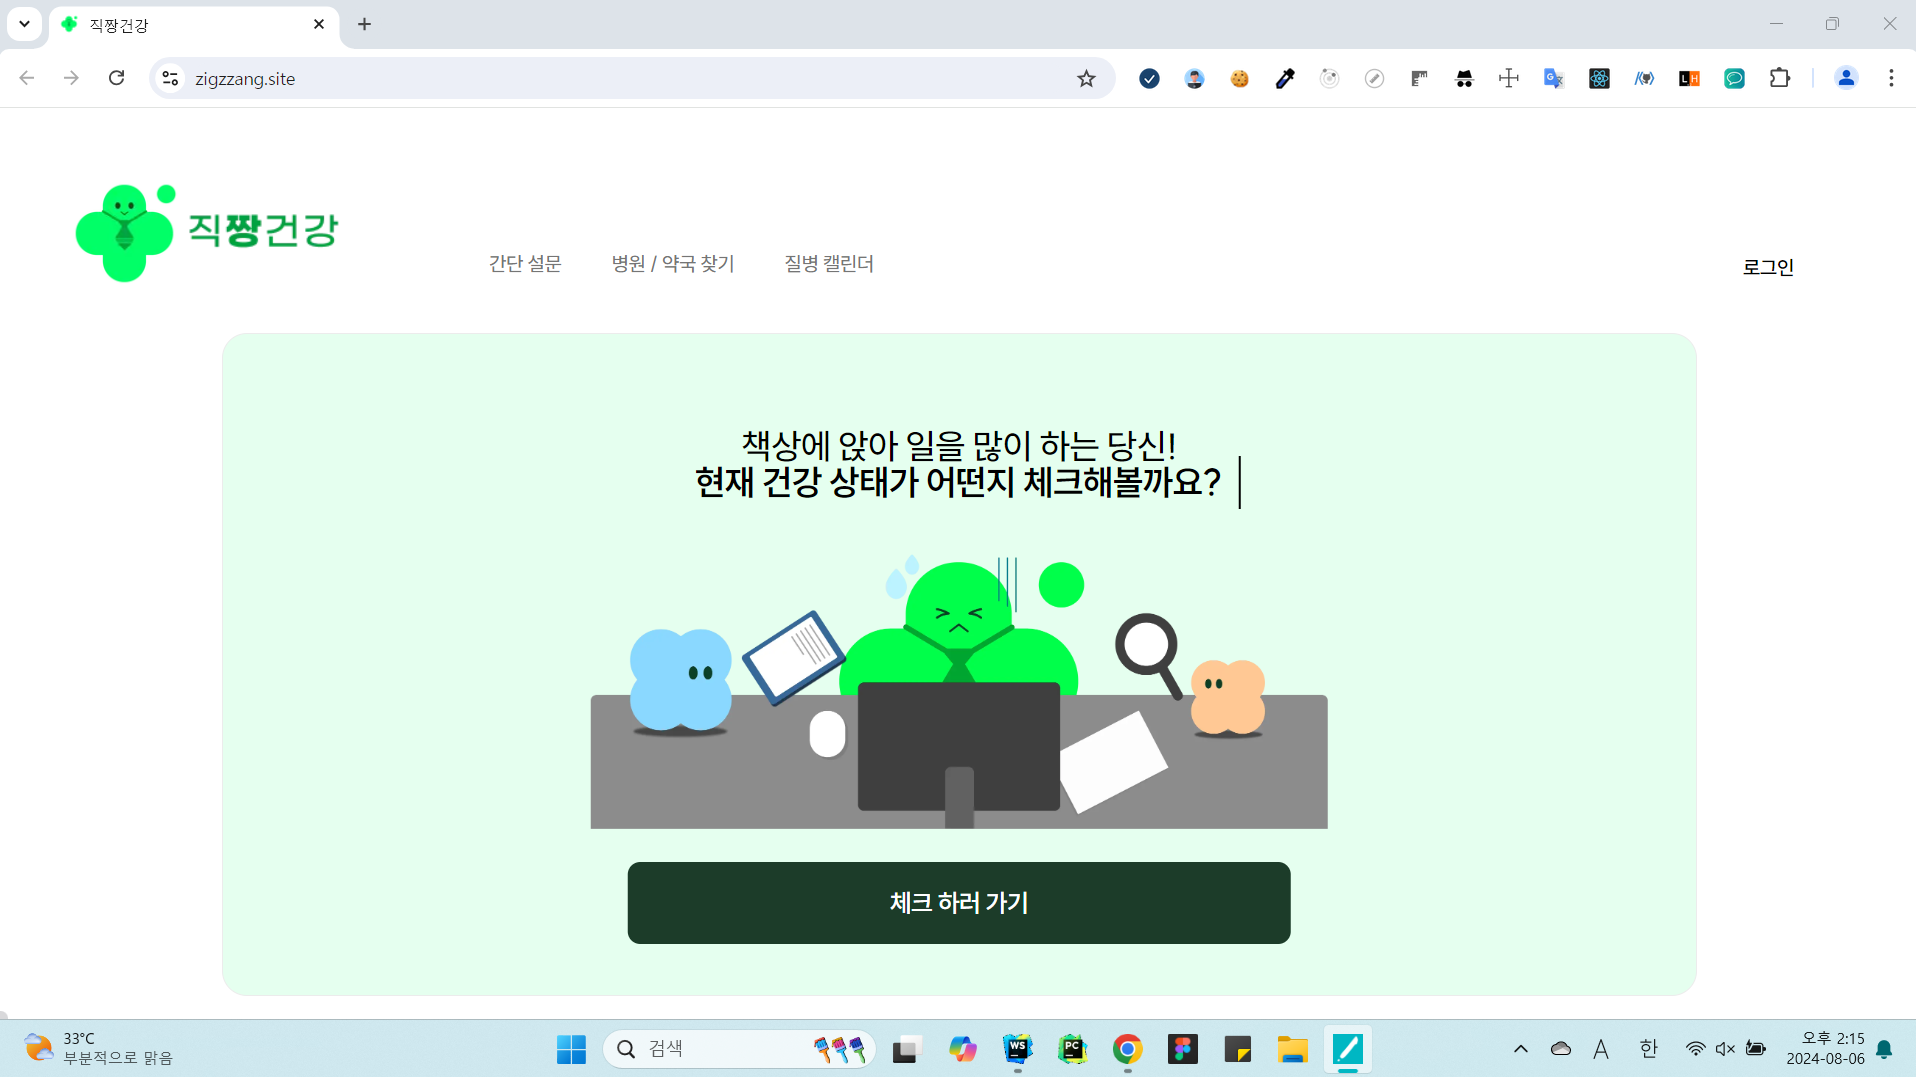 직짱건강
zigzzang.site
직짱건강
간단 설문
병원 / 약국 찾기
질병 캘린더
로그인
책상에 앉아 일을 많이 하는 당신!
현재 건강 상태가 어떤지 체크해볼까요?
체크 하러 가기
33°C
부분적으로 맑음
검색
WS
PC
A
한
오후 2:15
2024-08-06